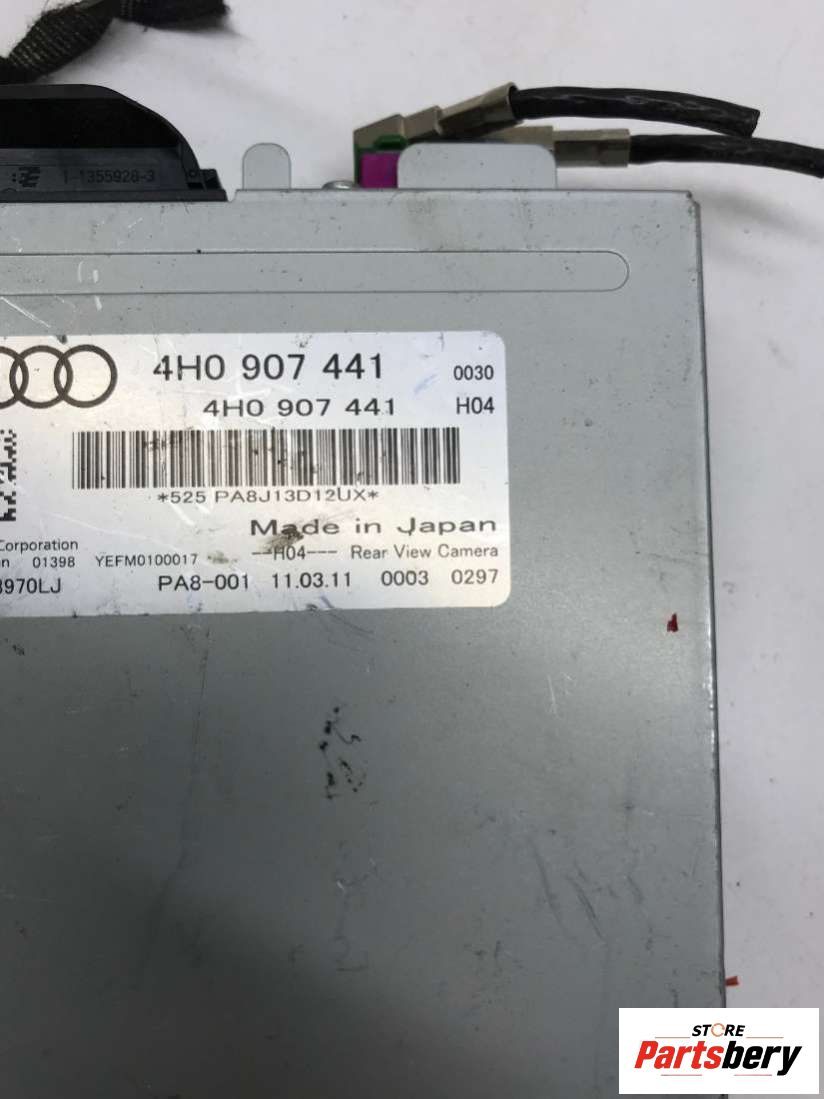 1-1355928-3
4H0 907 441 0030
4H0 907 441 H04
*525 PA8J13D12UX*
Made in Japan
Corporation
01398 YEFM0100017 --H04--- Rear View Camera
970LJ PA8-001 11.03.11 0003 0297
STORE
Partsbery